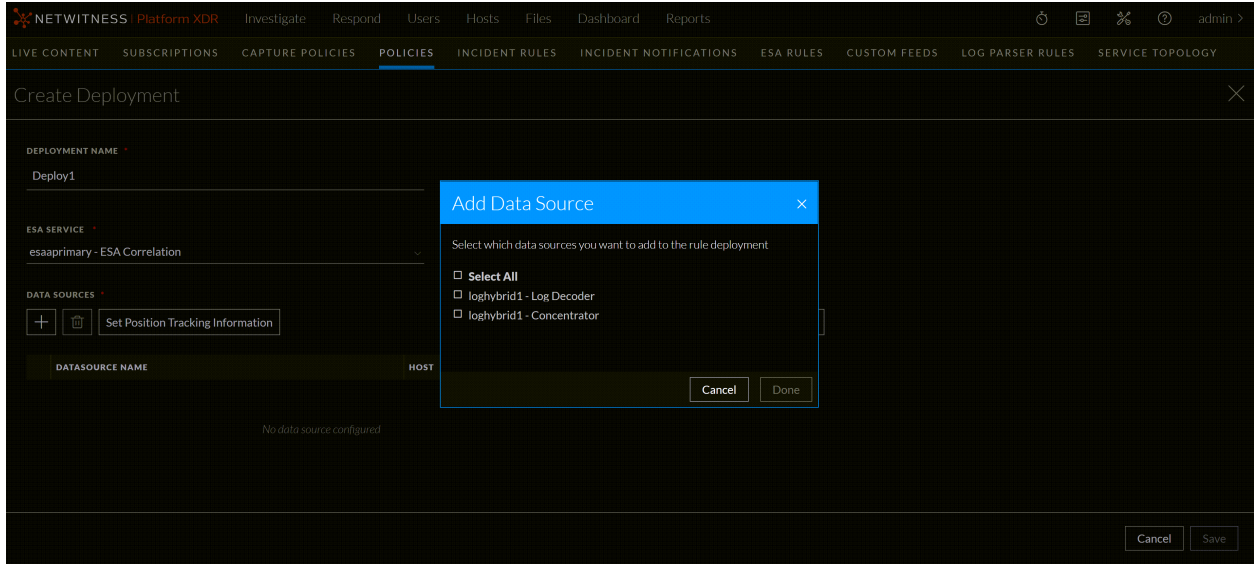 NETWITNESS Platform XDR Investigate Respond Users Hosts Files Dashboard Reports admin >
LIVE CONTENT SUBSCRIPTIONS CAPTURE POLICIES POLICIES INCIDENT RULES INCIDENT NOTIFICATIONS ESA RULES CUSTOM FEEDS LOG PARSER RULES SERVICE TOPOLOGY
Create Deployment
DEPLOYMENT NAME *
Deploy1
Add Data Source
ESA SERVICE *
esaaprimary - ESA Correlation
Select which data sources you want to add to the rule deployment
Select All
loghybrid1 - Log Decoder
loghybrid1 - Concentrator
DATA SOURCES *
Set Position Tracking Information
DATASOURCE NAME HOST
Cancel Done
No data source configured
Cancel Save